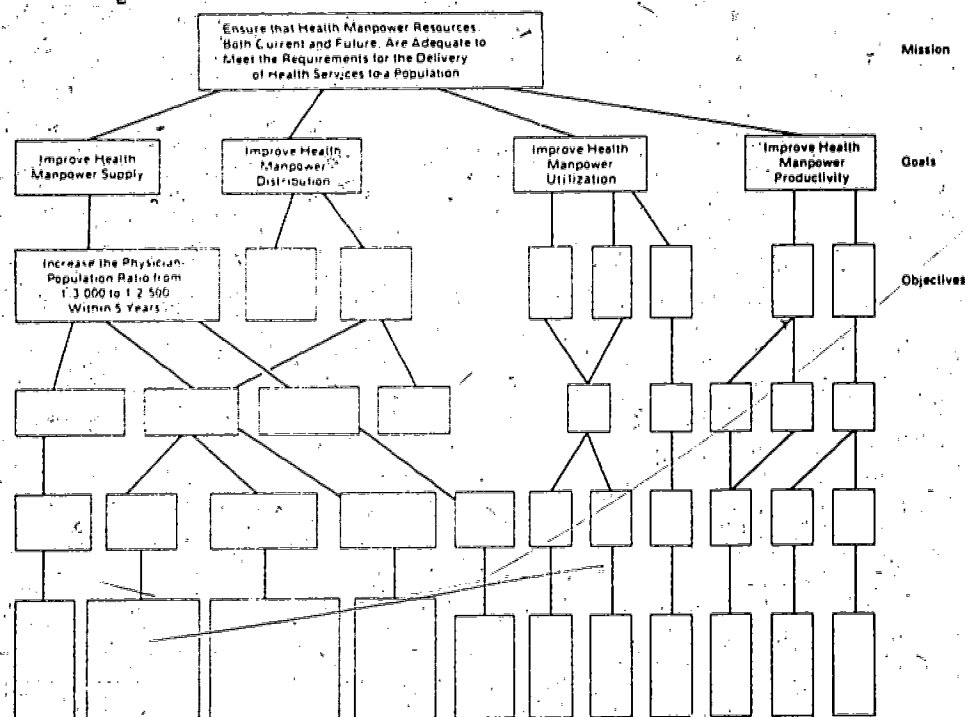 Ensure that Health Manpower Resources,
Both Current and Future, Are Adequate to
Meet the Requirements for the Delivery
of Health Services to a Population
Mission
Improve Health
Manpower Supply
Improve Health
Manpower
Distribution
Improve Health
Manpower
Utilization
Improve Health
Manpower
Productivity
Goals
Increase the Physician-
Population Ratio from
1:3,000 to 1:2,500
Within 5 Years
Objectives